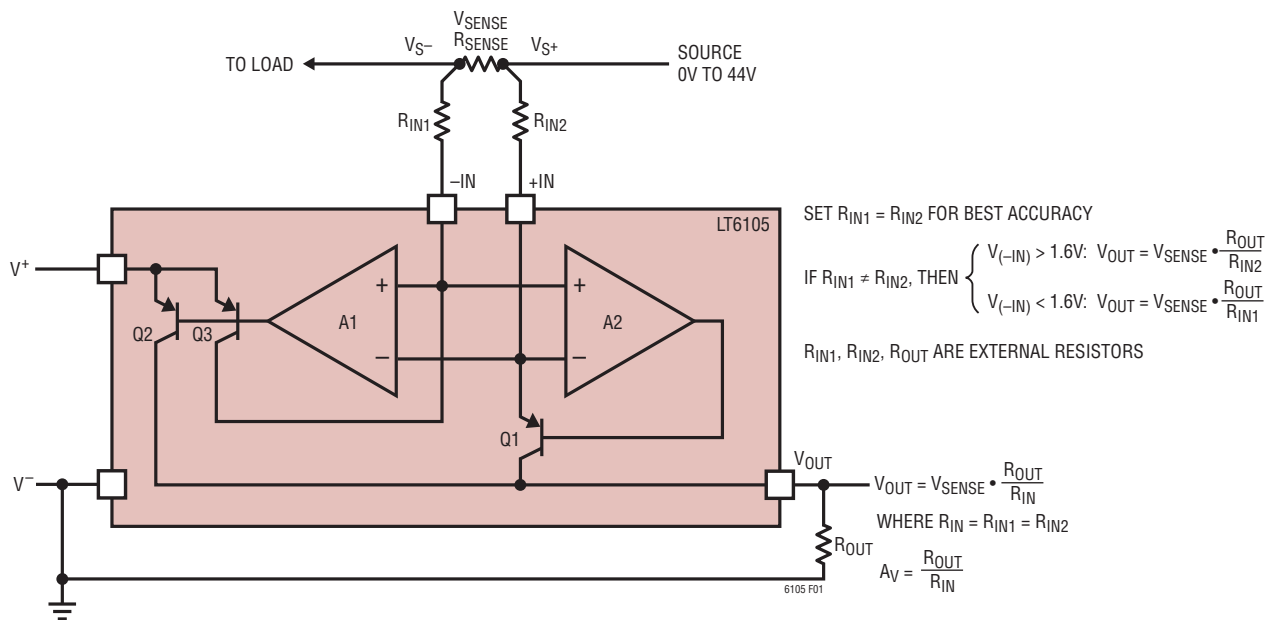 VSENSE
VS–
RSENSE
VS+
TO LOAD
SOURCE
0V TO 44V
RIN1
RIN2
–IN
+IN
LT6105
SET RIN1 = RIN2 FOR BEST ACCURACY
V+
IF RIN1 ≠ RIN2, THEN
V(–IN) > 1.6V: VOUT = VSENSE • ROUT
RIN2
V(–IN) < 1.6V: VOUT = VSENSE • ROUT
RIN1
+
+
A1
A2
Q2
Q3
–
–
RIN1, RIN2, ROUT ARE EXTERNAL RESISTORS
Q1
V–
VOUT
VOUT = VSENSE • ROUT
RIN
WHERE RIN = RIN1 = RIN2
ROUT
AV = ROUT
RIN
6105 F01